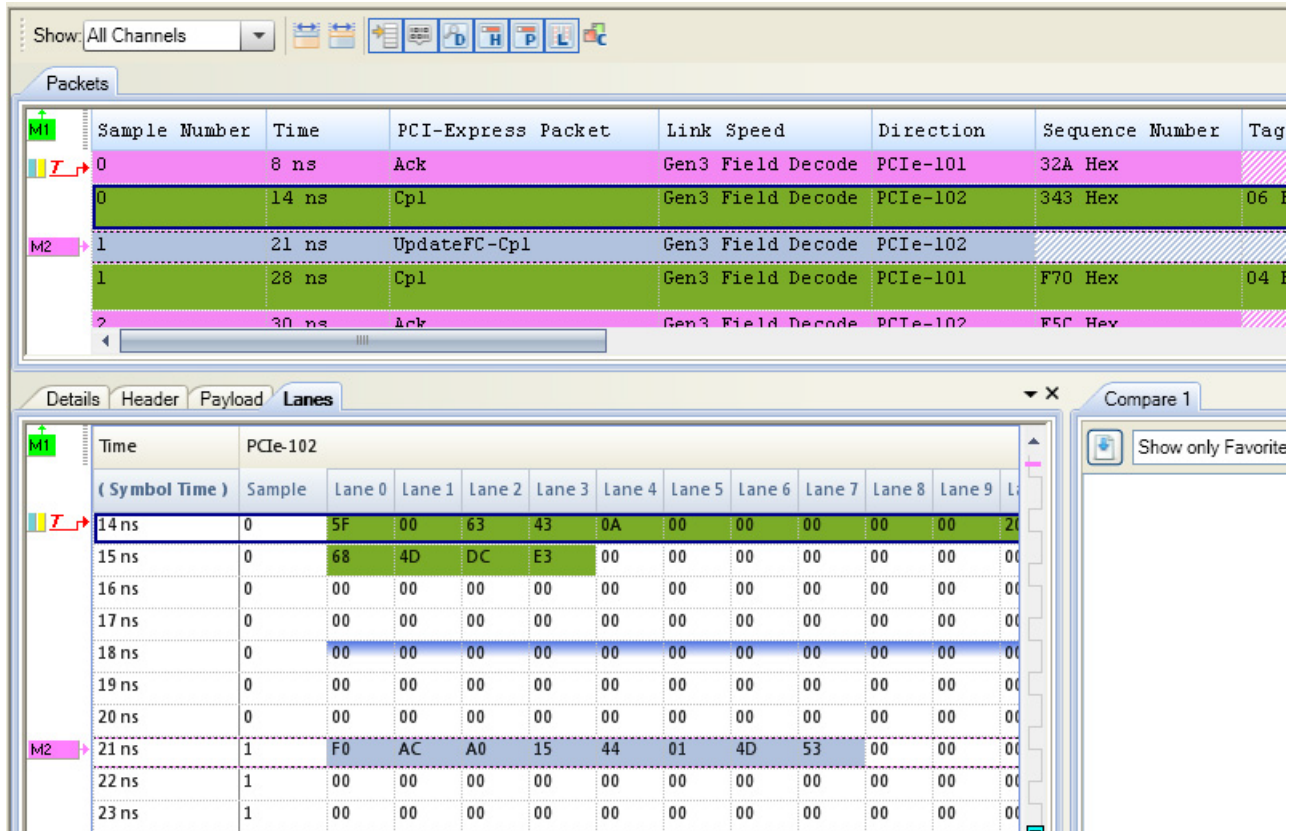 Show: All Channels D H P L C
Packets
M1 Sample Number Time PCI-Express Packet Link Speed Direction Sequence Number Tag
0 8 ns Ack Gen3 Field Decode PCIe-101 32A Hex
0 14 ns Cpl Gen3 Field Decode PCIe-102 343 Hex 06
M2 1 21 ns UpdateFC-Cpl Gen3 Field Decode PCIe-102
1 28 ns Cpl Gen3 Field Decode PCIe-101 F70 Hex 04
2 30 ns Ack Gen3 Field Decode PCIe-102 F5C Hex
Details Header Payload Lanes Compare 1
M1 Time PCIe-102 Show only Favorite
( Symbol Time ) Sample Lane 0 Lane 1 Lane 2 Lane 3 Lane 4 Lane 5 Lane 6 Lane 7 Lane 8 Lane 9
14 ns 0 5F 00 63 43 0A 00 00 00 00 00 20
15 ns 0 68 4D DC E3 00 00 00 00 00 00 00
16 ns 0 00 00 00 00 00 00 00 00 00 00 00
17 ns 0 00 00 00 00 00 00 00 00 00 00 00
18 ns 0 00 00 00 00 00 00 00 00 00 00 00
19 ns 0 00 00 00 00 00 00 00 00 00 00 00
20 ns 0 00 00 00 00 00 00 00 00 00 00 00
M2 21 ns 1 F0 AC A0 15 44 01 4D 53 00 00 00
22 ns 1 00 00 00 00 00 00 00 00 00 00 00
23 ns 1 00 00 00 00 00 00 00 00 00 00 00